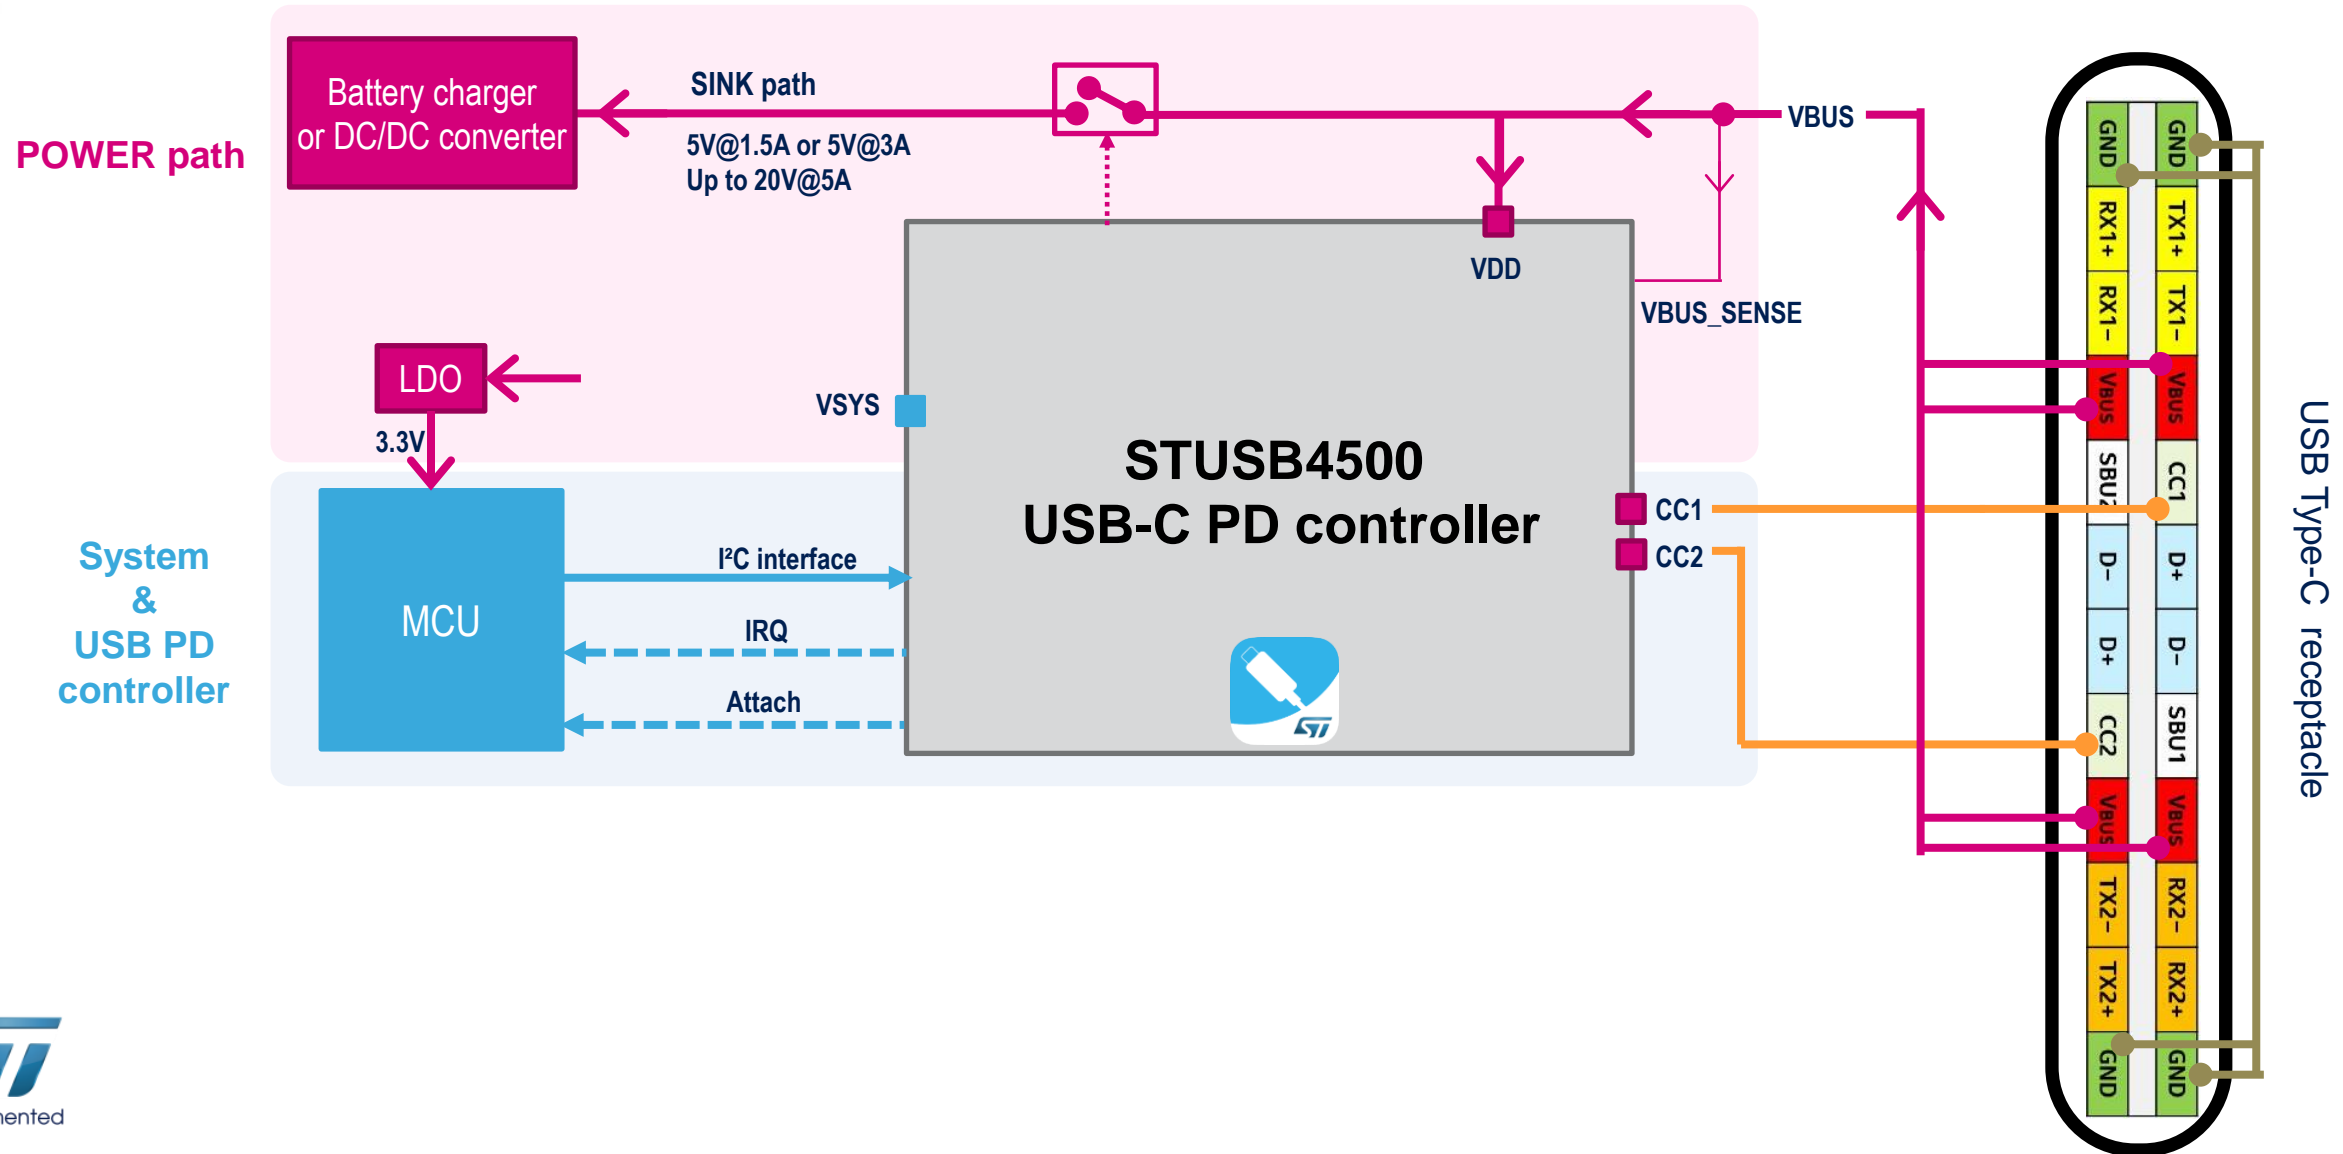 POWER path
Battery charger
or DC/DC converter
SINK path
5V@1.5A or 5V@3A
Up to 20V@5A
VBUS
VDD
VBUS_SENSE
LDO
3.3V
VSYS
STUSB4500
USB-C PD controller
CC1
CC2
System
&
USB PD
controller
MCU
I²C interface
IRQ
Attach
GND
TX1+
TX1–
VBUS
CC1
D+
D–
SBU1
VBUS
RX2–
RX2+
GND
GND
RX1+
RX1–
VBUS
SBU2
D–
D+
CC2
VBUS
TX2–
TX2+
GND
USB Type-C receptacle
ST